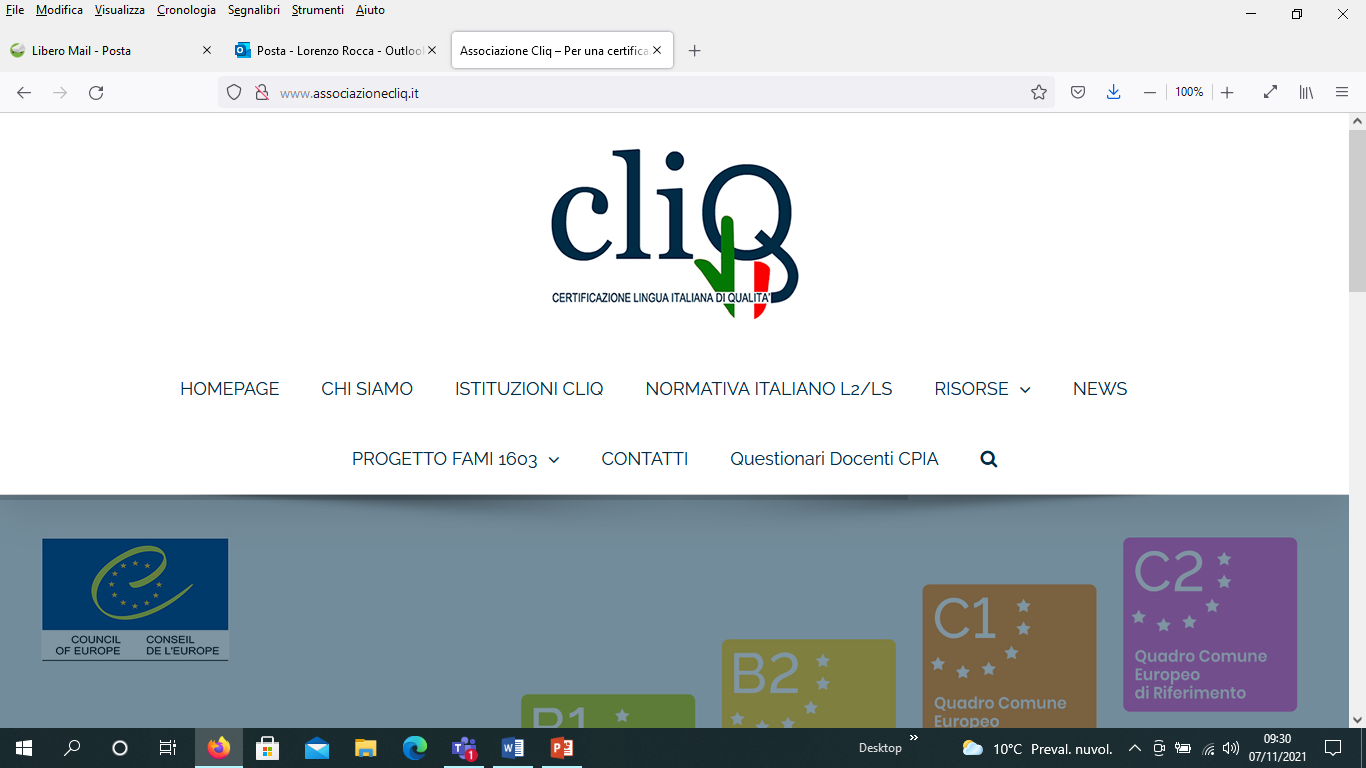 File Modifica Visualizza Cronologia Segnalibri Strumenti Aiuto
Libero Mail - Posta
Posta - Lorenzo Rocca - Outlool
Associazione Cliq – Per una certifica
www.associazionecliq.it
100%
cliQ
CERTIFICAZIONE LINGUA ITALIANA DI QUALITA'
HOMEPAGE CHI SIAMO ISTITUZIONI CLIQ NORMATIVA ITALIANO L2/LS RISORSE NEWS
PROGETTO FAMI 1603 CONTATTI Questionari Docenti CPIA
COUNCIL OF EUROPE
CONSEIL DE L'EUROPE
B1
B2
C1
Quadro Comune
Europeo
C2
Quadro Comune
Europeo
di Riferimento
Desktop
10°C Preval. nuvol.
09:30
07/11/2021